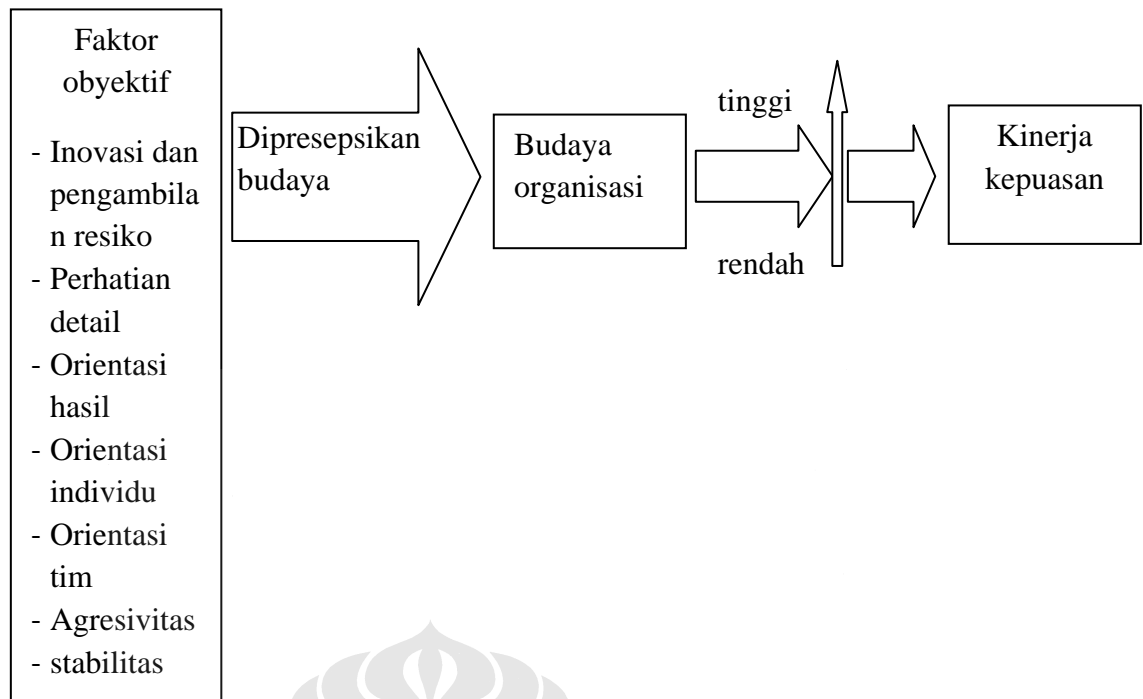 Faktor
obyektif
- Inovasi dan
pengambila
n resiko
- Perhatian
detail
- Orientasi
hasil
- Orientasi
individu
- Orientasi
tim
- Agresivitas
- stabilitas
Dipresepsikan
budaya
Budaya
organisasi
tinggi
rendah
Kinerja
kepuasan